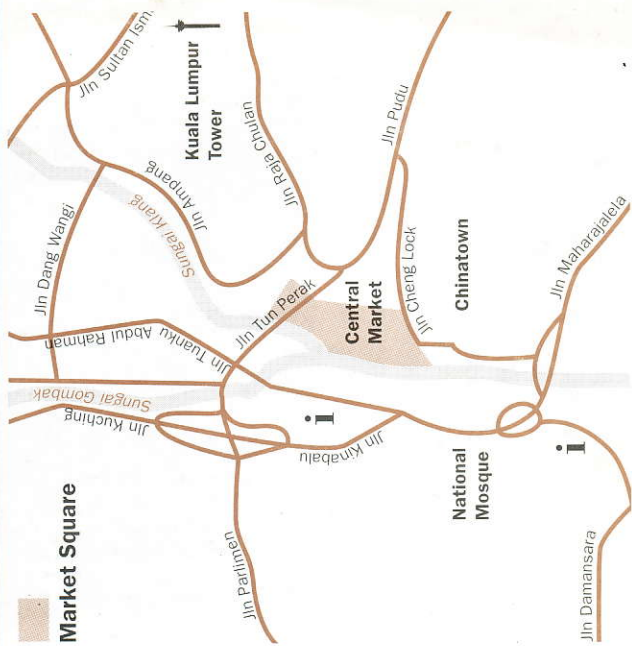 Jln Sultan Ism
Kuala Lumpur
Tower
Jln Raja Chulan
Jln Pudu
Jln Ampang
Sungai Klang
Jln Dang Wangi
Jln Tun Perak
Jln Tuanku Abdul Rahman
Central
Market
Jln Cheng Lock
Chinatown
Jln Maharajalela
Sungai Gombak
Jln Kuching
i
Jln Kinabalu
National
Mosque
i
Market Square
Jln Parlimen
Jln Damansara